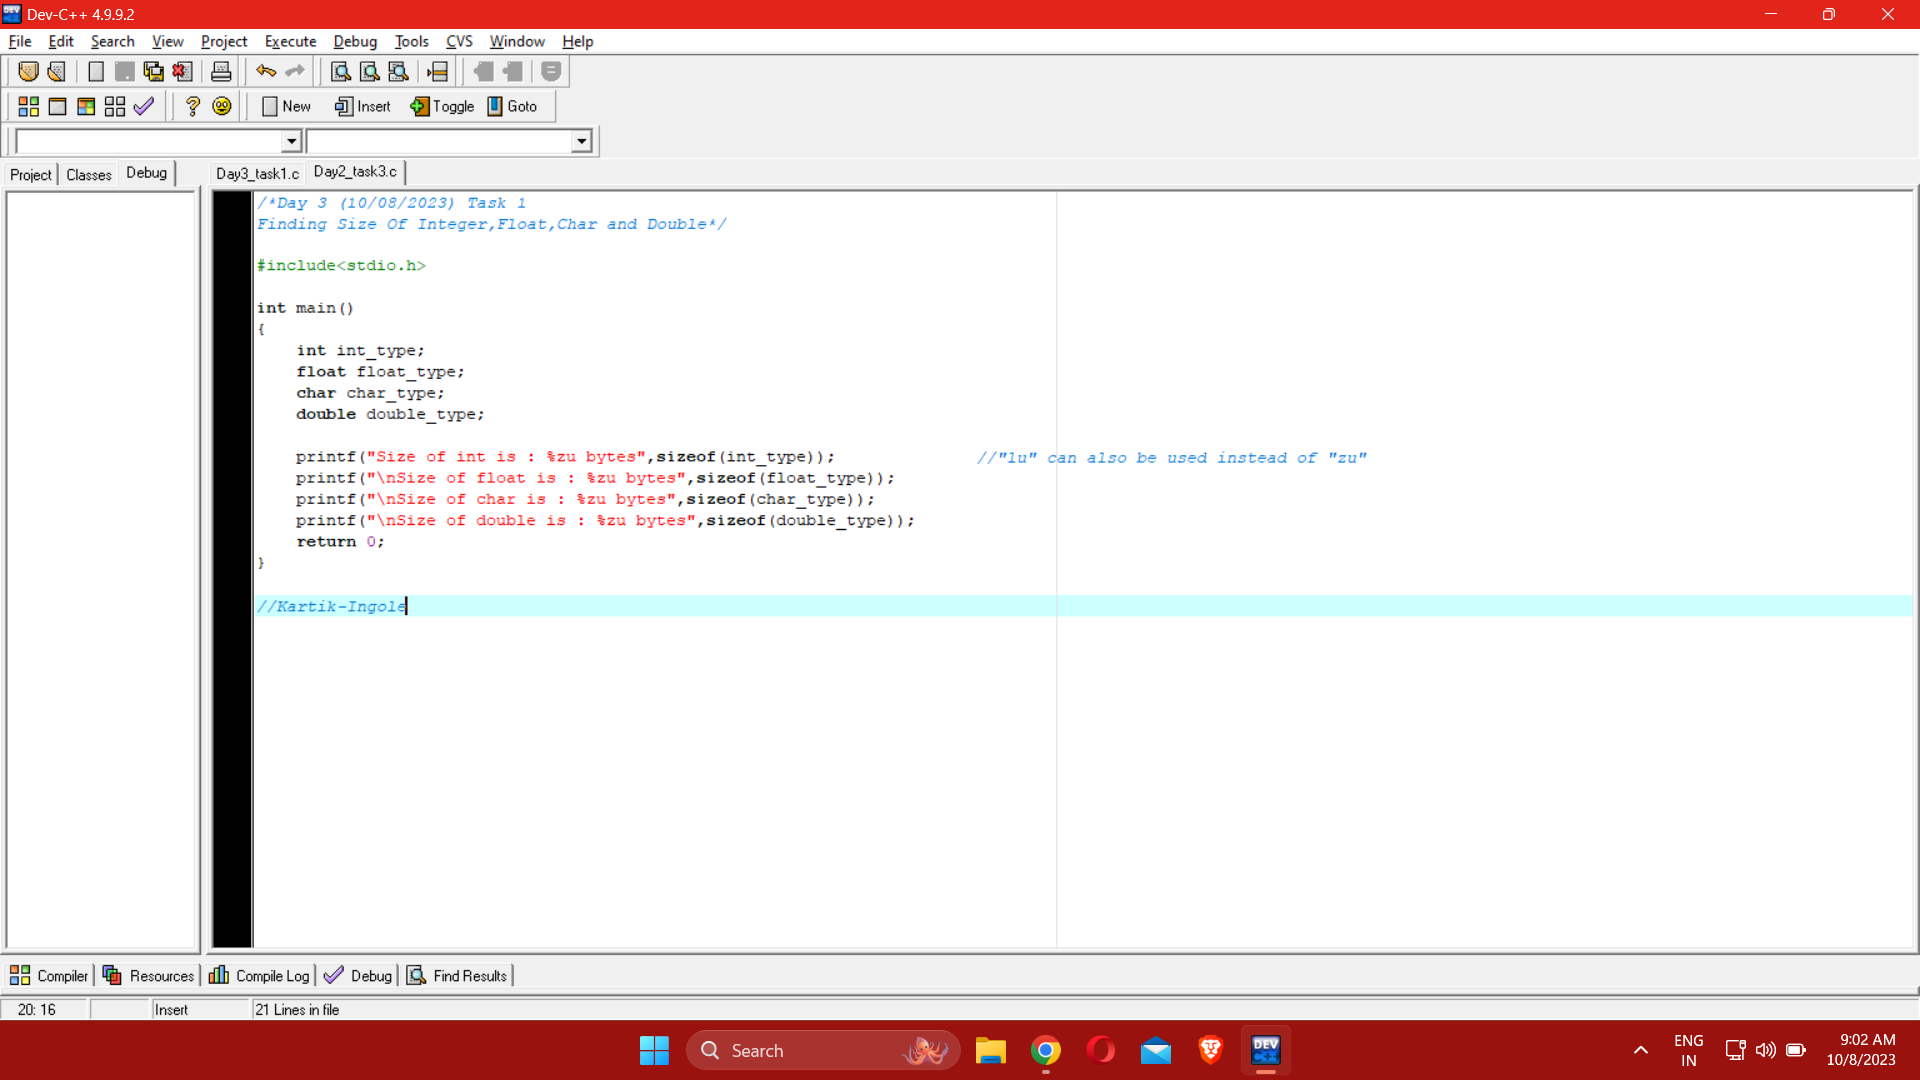 Dev-C++ 4.9.9.2
File Edit Search View Project Execute Debug Tools CVS Window Help
New Insert Toggle Goto
Project Classes Debug Day3_task1.c Day2_task3.c
/*Day 3 (10/08/2023) Task 1
Finding Size Of Integer,Float,Char and Double*/
#include<stdio.h>
int main()
{
int int_type;
float float_type;
char char_type;
double double_type;
printf("Size of int is : %zu bytes",sizeof(int_type)); //"lu" can also be used instead of "zu"
printf("\nSize of float is : %zu bytes",sizeof(float_type));
printf("\nSize of char is : %zu bytes",sizeof(char_type));
printf("\nSize of double is : %zu bytes",sizeof(double_type));
return 0;
}
//Kartik-Ingole
Compiler Resources Compile Log Debug Find Results
20: 16 Insert 21 Lines in file
Search DEV C++ ENG 9:02 AM
IN 10/8/2023